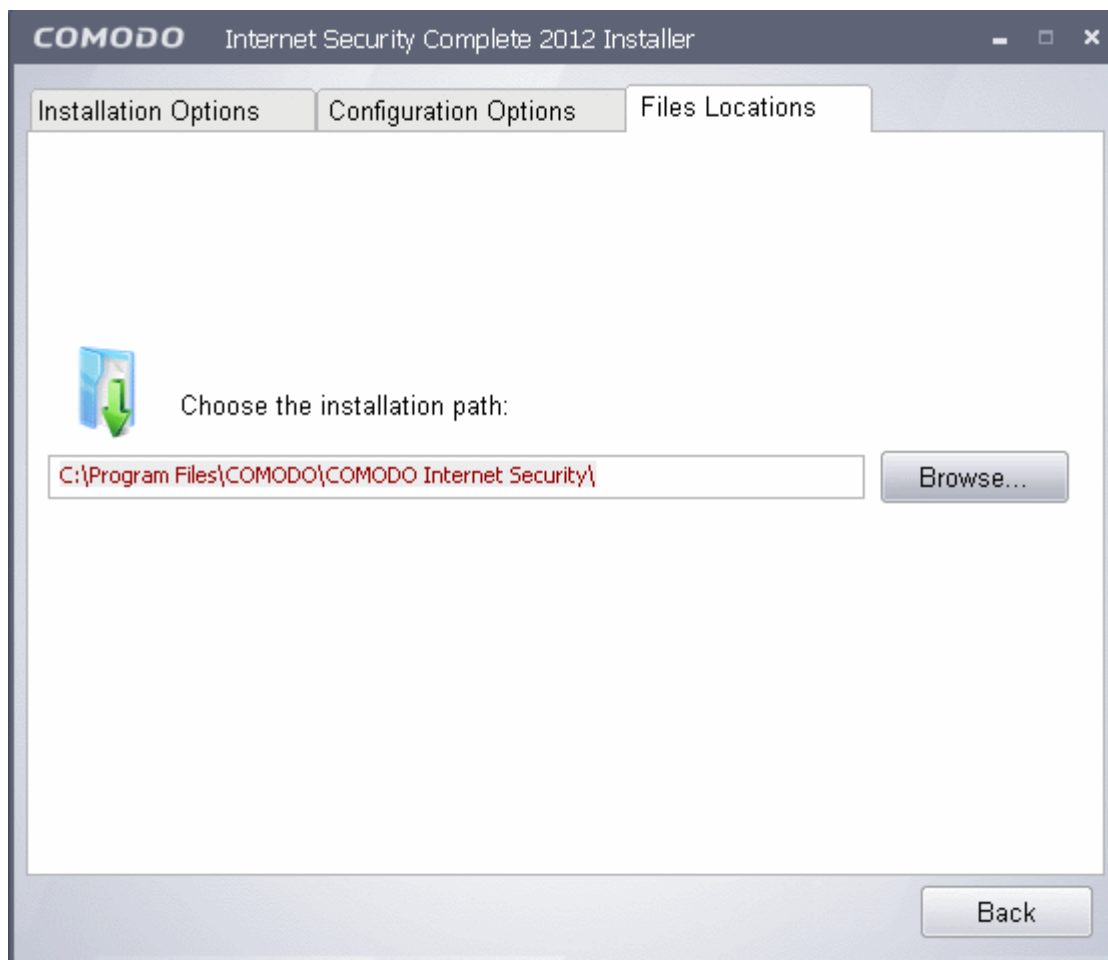 COMODO Internet Security Complete 2012 Installer
Installation Options Configuration Options Files Locations
Choose the installation path:
C:\Program Files\COMODO\COMODO Internet Security\ Browse...
Back